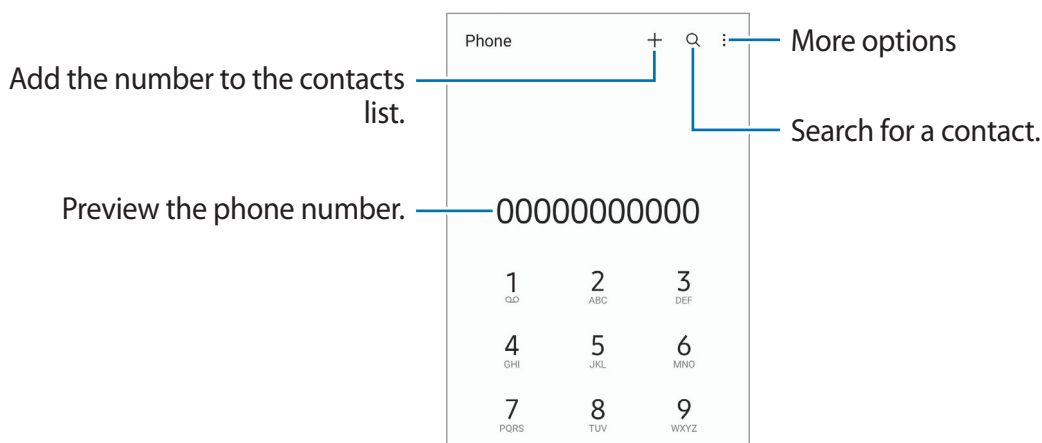 Phone
More options
Add the number to the contacts
list.
Search for a contact.
Preview the phone number.
00000000000
1 2 3
ABC DEF
4 5 6
GHI JKL MNO
7 8 9
PQRS TUV WXYZ